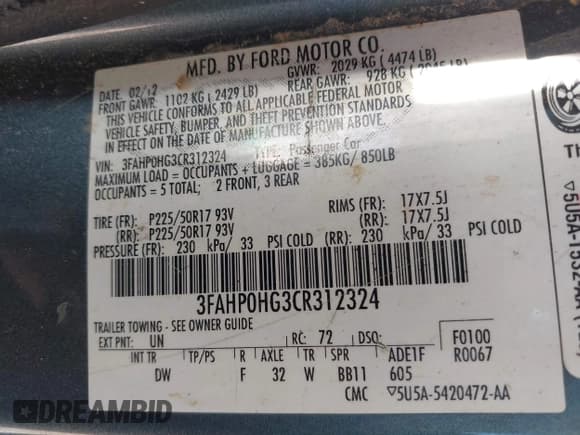 MFD. BY FORD MOTOR CO.
DATE: 02/12 GVWR: 2029 KG ( 4474 LB)
FRONT GAWR: 1102 KG ( 2429 LB) REAR GAWR: 928 KG ( LB)
THIS VEHICLE CONFORMS TO ALL APPLICABLE FEDERAL MOTOR
VEHICLE SAFETY, BUMPER, AND THEFT PREVENTION STANDARDS
IN EFFECT ON THE DATE OF MANUFACTURE SHOWN ABOVE.
VIN: 3FAHP0HG3CR312324 TYPE: Passenger Car
MAXIMUM LOAD = OCCUPANTS + LUGGAGE = 385KG/ 850LB
OCCUPANTS = 5 TOTAL; 2 FRONT, 3 REAR
TIRE (FR): P225/50R17 93V RIMS (FR): 17X7.5J
(RR): P225/50R17 93V (RR): 17X7.5J
PRESSURE (FR): 230 kPa/ 33 PSI COLD (RR): 230 kPa/ 33 PSI COLD
3FAHP0HG3CR312324
TRAILER TOWING - SEE OWNER GUIDE
EXT PNT: UN RC: 72 DSO: F0100
INT TR TP/PS R AXLE TR SPR ADE1F R0067
DW F 32 W BB11 605
CMC ▽5U5A-5420472-AA
TH
DREAMBID